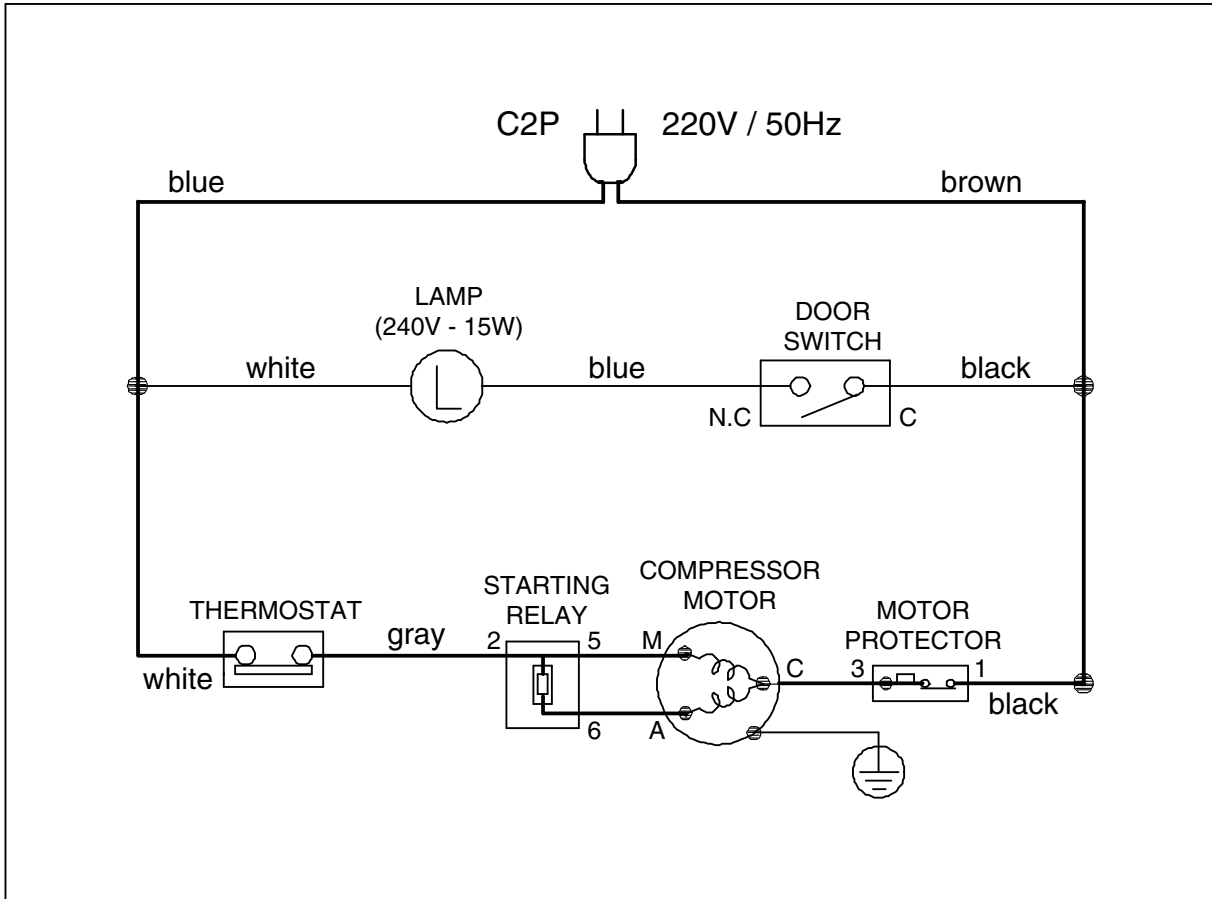 C2P 220V / 50Hz
blue brown
LAMP
(240V - 15W)
DOOR
SWITCH
white L blue black
N.C C
COMPRESSOR
MOTOR
STARTING
RELAY
THERMOSTAT
MOTOR
PROTECTOR
gray 2 5 M
C 3 1
white black
6 A